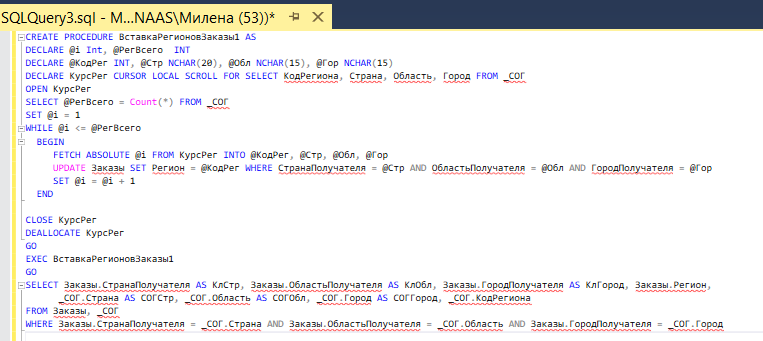 SQLQuery3.sql - M...NAAS\Милена (53))*
CREATE PROCEDURE ВставкаРегионовЗаказы1 AS
DECLARE @i Int, @РегВсего  INT
DECLARE @КодРег INT, @Стр NCHAR(20), @Обл NCHAR(15), @Гор NCHAR(15)
DECLARE КурсРег CURSOR LOCAL SCROLL FOR SELECT КодРегиона, Страна, Область, Город FROM _СОГ
OPEN КурсРег
SELECT @РегВсего = Count(*) FROM _СОГ
SET @i = 1
WHILE @i <= @РегВсего
BEGIN
FETCH ABSOLUTE @i FROM КурсРег INTO @КодРег, @Стр, @Обл, @Гор
UPDATE Заказы SET Регион = @КодРег WHERE СтранаПолучателя = @Стр AND ОбластьПолучателя = @Обл AND ГородПолучателя = @Гор
SET @i = @i + 1
END
CLOSE КурсРег
DEALLOCATE КурсРег
GO
EXEC ВставкаРегионовЗаказы1
GO
SELECT Заказы.СтранаПолучателя AS КлСтр, Заказы.ОбластьПолучателя AS КлОбл, Заказы.ГородПолучателя AS КлГород, Заказы.Регион,
_СОГ.Страна AS СОГСтр, _СОГ.Область AS СОГОбл, _СОГ.Город AS СОГГород, _СОГ.КодРегиона
FROM Заказы, _СОГ
WHERE Заказы.СтранаПолучателя = _СОГ.Страна AND Заказы.ОбластьПолучателя = _СОГ.Область AND Заказы.ГородПолучателя = _СОГ.Город